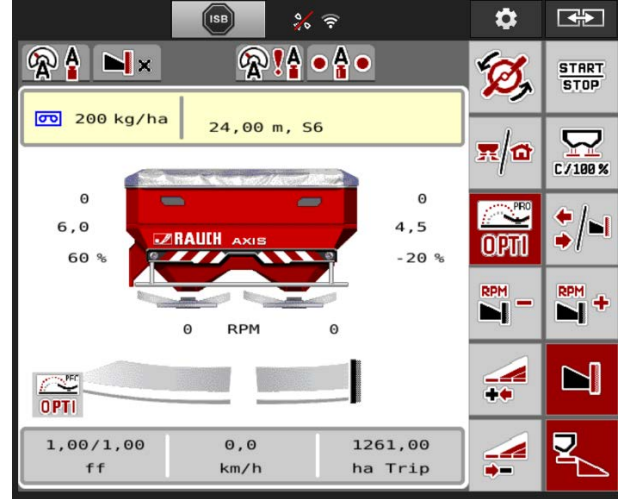 ISB
A A × A ! A A
START
STOP
200 kg/ha
24,00 m, S6
C/100 %
0 0
6,0 4,5
RAUCH AXIS
60 % -20 %
PRO
OPTI
RPM − RPM +
0 RPM 0
OPTI
1,00/1,00 0,0 1261,00
ff km/h ha Trip